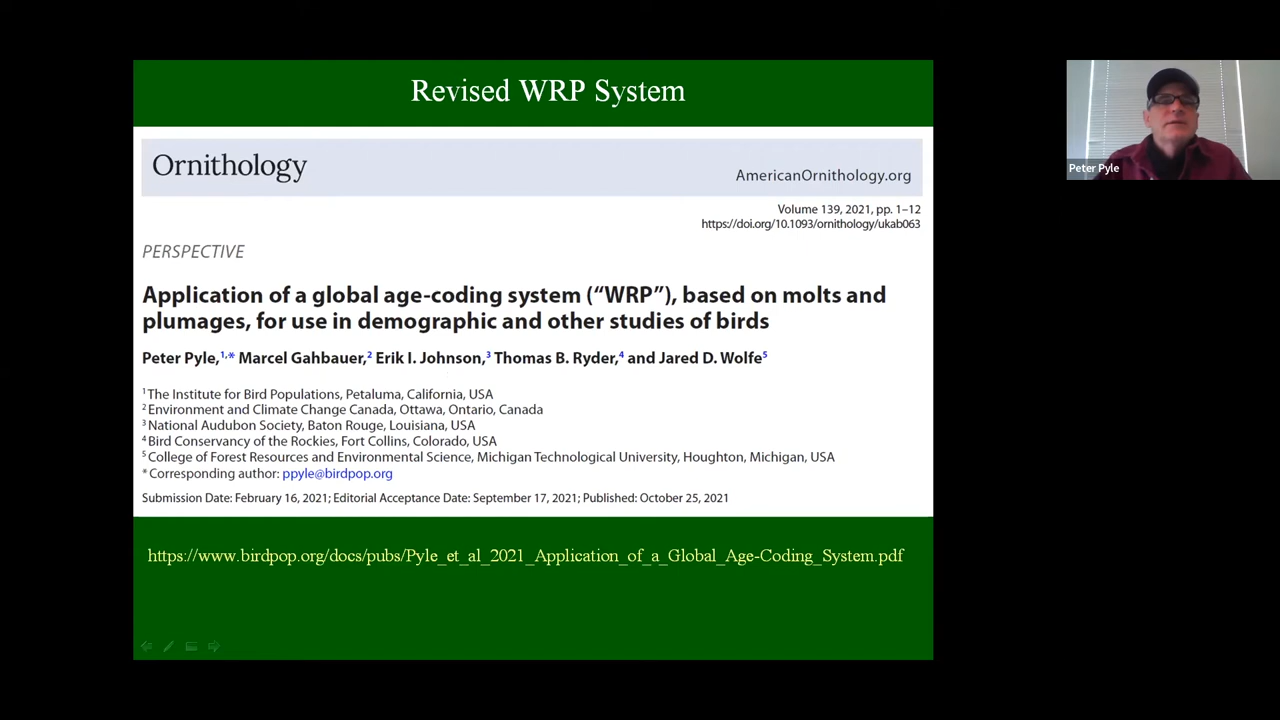 Revised WRP System
Ornithology
AmericanOrnithology.org
Volume 139, 2021, pp. 1–12
https://doi.org/10.1093/ornithology/ukab063
PERSPECTIVE
Application of a global age-coding system (“WRP”), based on molts and
plumages, for use in demographic and other studies of birds
Peter Pyle,1,* Marcel Gahbauer,2 Erik I. Johnson,3 Thomas B. Ryder,4 and Jared D. Wolfe5
1 The Institute for Bird Populations, Petaluma, California, USA
2 Environment and Climate Change Canada, Ottawa, Ontario, Canada
3 National Audubon Society, Baton Rouge, Louisiana, USA
4 Bird Conservancy of the Rockies, Fort Collins, Colorado, USA
5 College of Forest Resources and Environmental Science, Michigan Technological University, Houghton, Michigan, USA
* Corresponding author: ppyle@birdpop.org
Submission Date: February 16, 2021; Editorial Acceptance Date: September 17, 2021; Published: October 25, 2021
https://www.birdpop.org/docs/pubs/Pyle_et_al_2021_Application_of_a_Global_Age-Coding_System.pdf
Peter Pyle